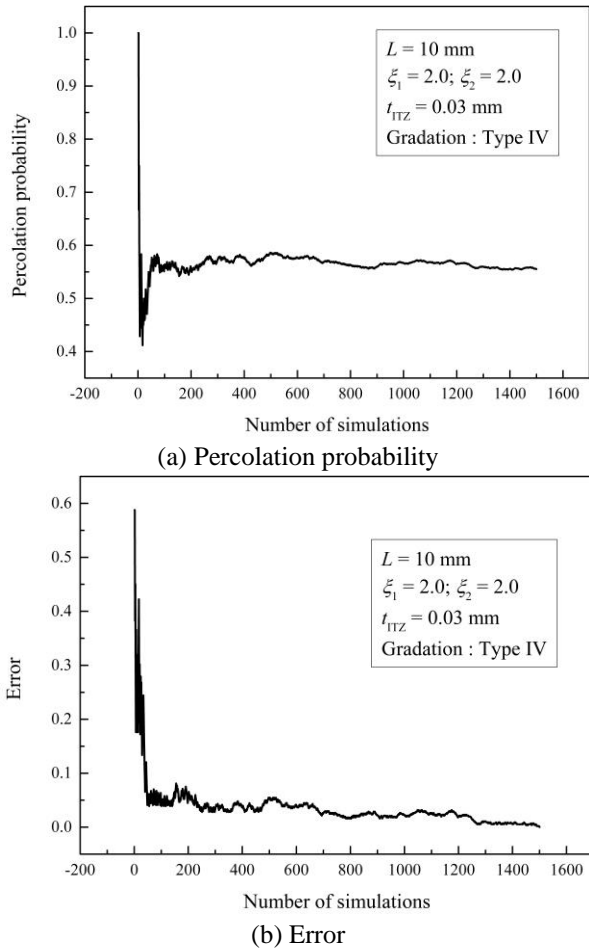 1.0
0.9
0.8
0.7
0.6
0.5
0.4
Percolation probability
L = 10 mm
ξ₁ = 2.0; ξ₂ = 2.0
t_ITZ = 0.03 mm
Gradation : Type IV
-200 0 200 400 600 800 1000 1200 1400 1600
Number of simulations
(a) Percolation probability
0.6
0.5
0.4
0.3
0.2
0.1
0.0
Error
L = 10 mm
ξ₁ = 2.0; ξ₂ = 2.0
t_ITZ = 0.03 mm
Gradation : Type IV
-200 0 200 400 600 800 1000 1200 1400 1600
Number of simulations
(b) Error